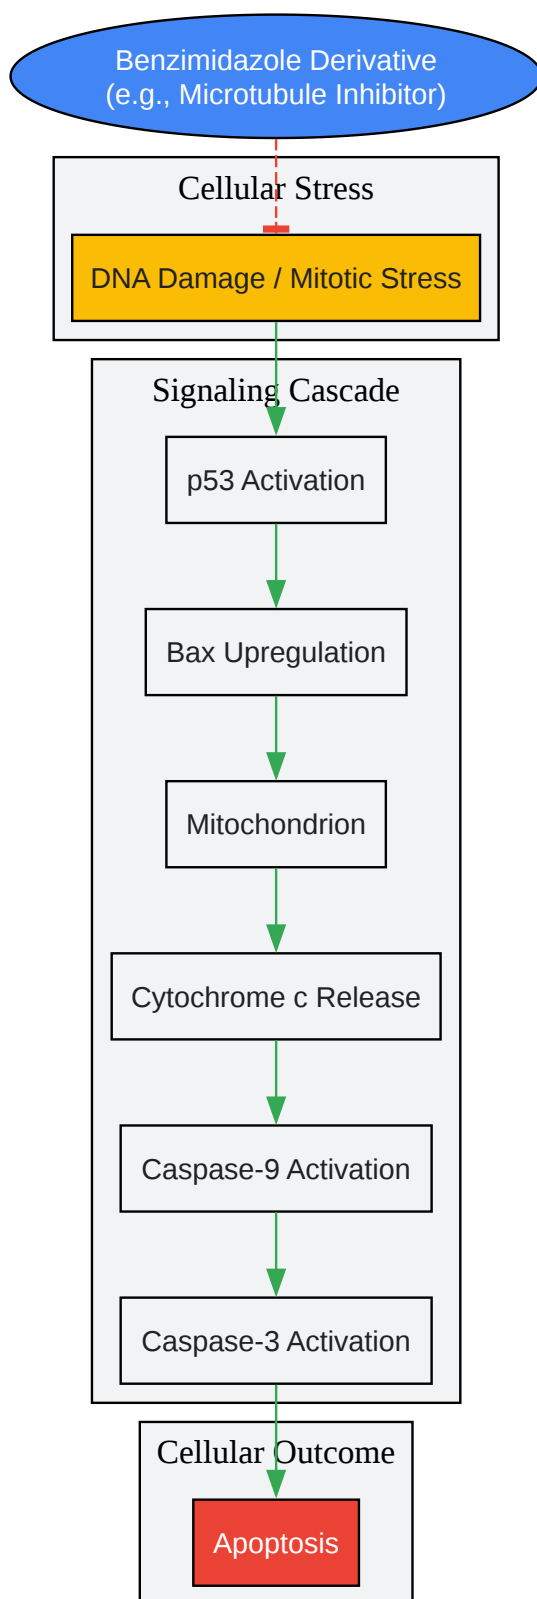 Benzimidazole Derivative
(e.g., Microtubule Inhibitor)
Cellular Stress
DNA Damage / Mitotic Stress
Signaling Cascade
p53 Activation
Bax Upregulation
Mitochondrion
Cytochrome c Release
Caspase-9 Activation
Caspase-3 Activation
Cellular Outcome
Apoptosis